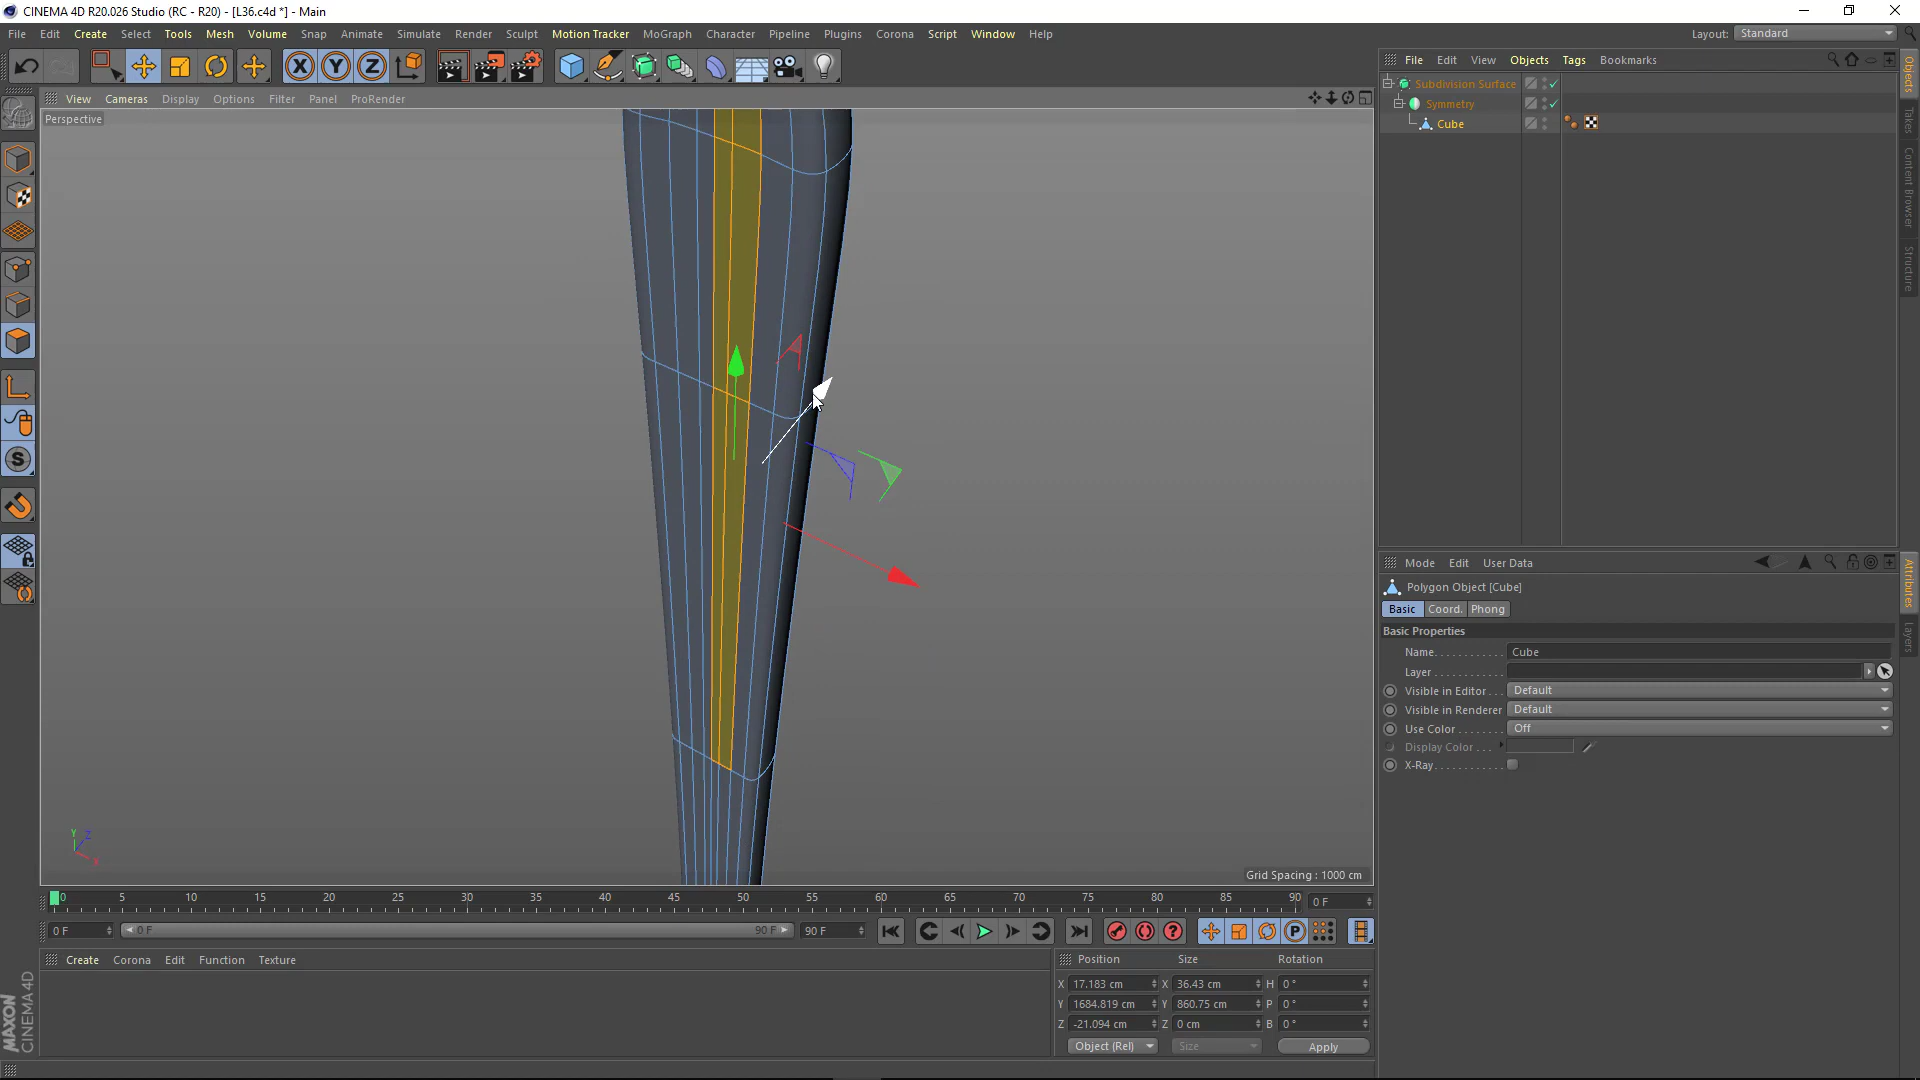 CINEMA 4D R20.026 Studio (RC - R20) - [L36.c4d *] - Main
File Edit Create Select Tools Mesh Volume Snap Animate Simulate Render Sculpt Motion Tracker MoGraph Character Pipeline Plugins Corona Script Window Help Layout: Standard
X Y Z
File Edit View Objects Tags Bookmarks
Subdivision Surface
Symmetry
Cube
View Cameras Display Options Filter Panel ProRender
Perspective
Y Z X
Grid Spacing : 1000 cm
Objects
Takes
Content Browser
Structure
Mode Edit User Data
Polygon Object [Cube]
Basic Coord. Phong
Basic Properties
Name. . . . . . . . . . . Cube
Layer . . . . . . . . . . .
Visible in Editor . . . Default
Visible in Renderer Default
Use Color . . . . . . . Off
Display Color . . .
X-Ray. . . . . . . . . . .
Attributes
Layers
S
0 5 10 15 20 25 30 35 40 45 50 55 60 65 70 75 80 85 90 0 F
0 F 0 F 90 F 90 F
P
Create Corona Edit Function Texture
Position Size Rotation
X 17.183 cm X 36.43 cm H 0 °
Y 1684.819 cm Y 860.75 cm P 0 °
Z -21.094 cm Z 0 cm B 0 °
Object (Rel) Size Apply
MAXON
CINEMA 4D